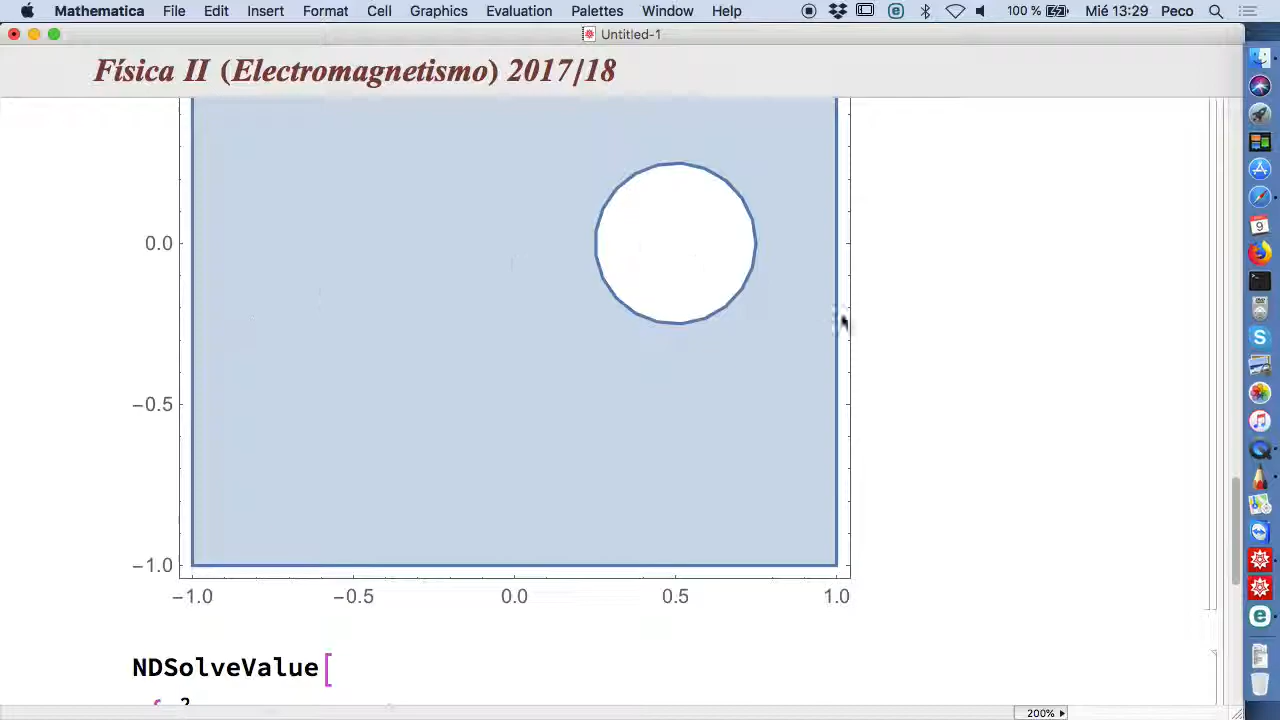 Mathematica File Edit Insert Format Cell Graphics Evaluation Palettes Window Help 100 % Mié 13:29 Peco
Untitled-1
Física II (Electromagnetismo) 2017/18
0.0
−0.5
−1.0
−1.0 −0.5 0.0 0.5 1.0
NDSolveValue[
200%